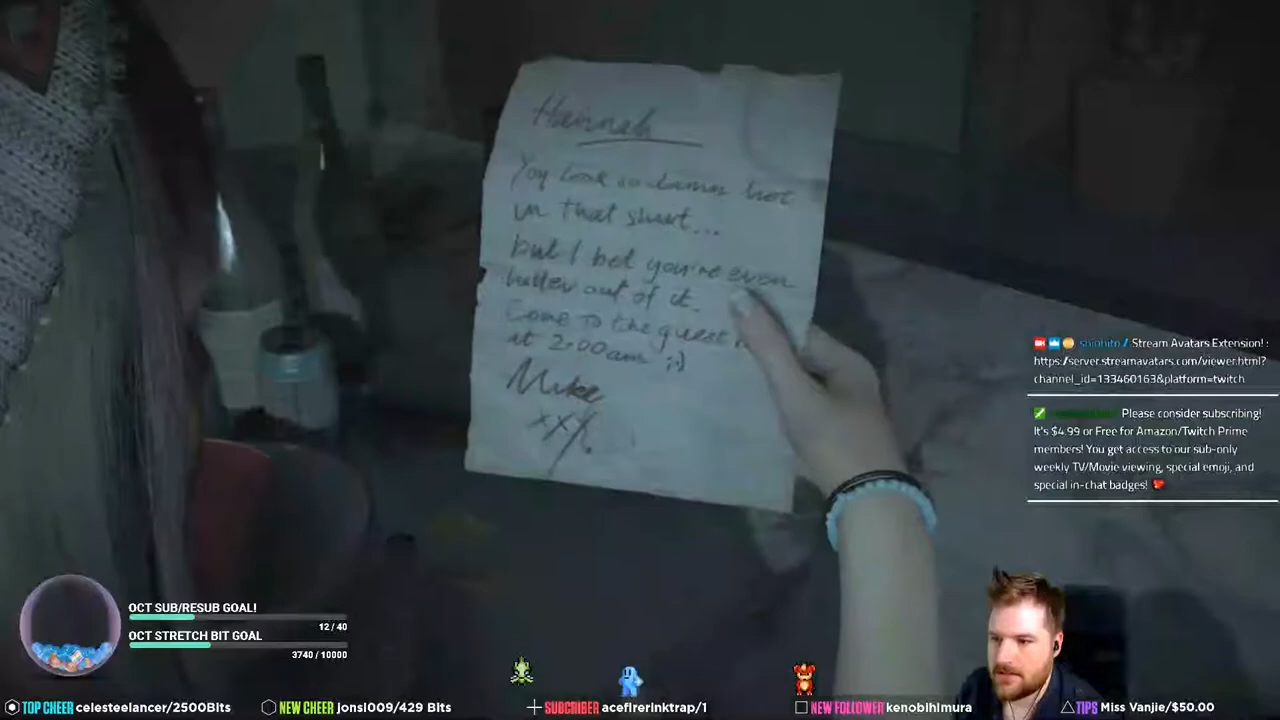 Hannah
You look so damn hot
in that shirt...
but I bet you're even
hotter out of it.
Come to the guest
at 2:00am ;)
Mike
xxx
shiohito / Stream Avatars Extension! :
https://server.streamavatars.com/viewer.html?
channel_id=133460163&platform=twitch
Please consider subscribing!
It's $4.99 or Free for Amazon/Twitch Prime
members! You get access to our sub-only
weekly TV/Movie viewing, special emoji, and
special in-chat badges!
OCT SUB/RESUB GOAL!
12 / 40
OCT STRETCH BIT GOAL
3740 / 10000
TOP CHEER celesteelancer/2500Bits
NEW CHEER jonsl009/429 Bits
SUBCRIBER acefirerinktrap/1
NEW FOLLOWER kenobihimura
TIPS Miss Vanjie/$50.00